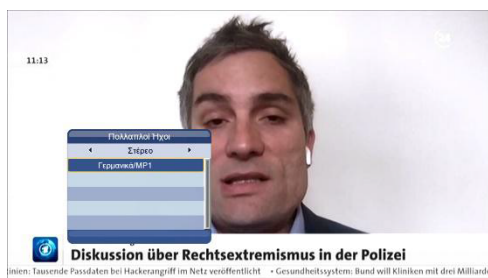 11:13
Πολλαπλοί Ήχοι
Στέρεο
Γερμανικά/MP1
Diskussion über Rechtsextremismus in der Polizei
inien: Tausende Passdaten bei Hackerangriff im Netz veröffentlicht • Gesundheitssystem: Bund will Kliniken mit drei Milliard